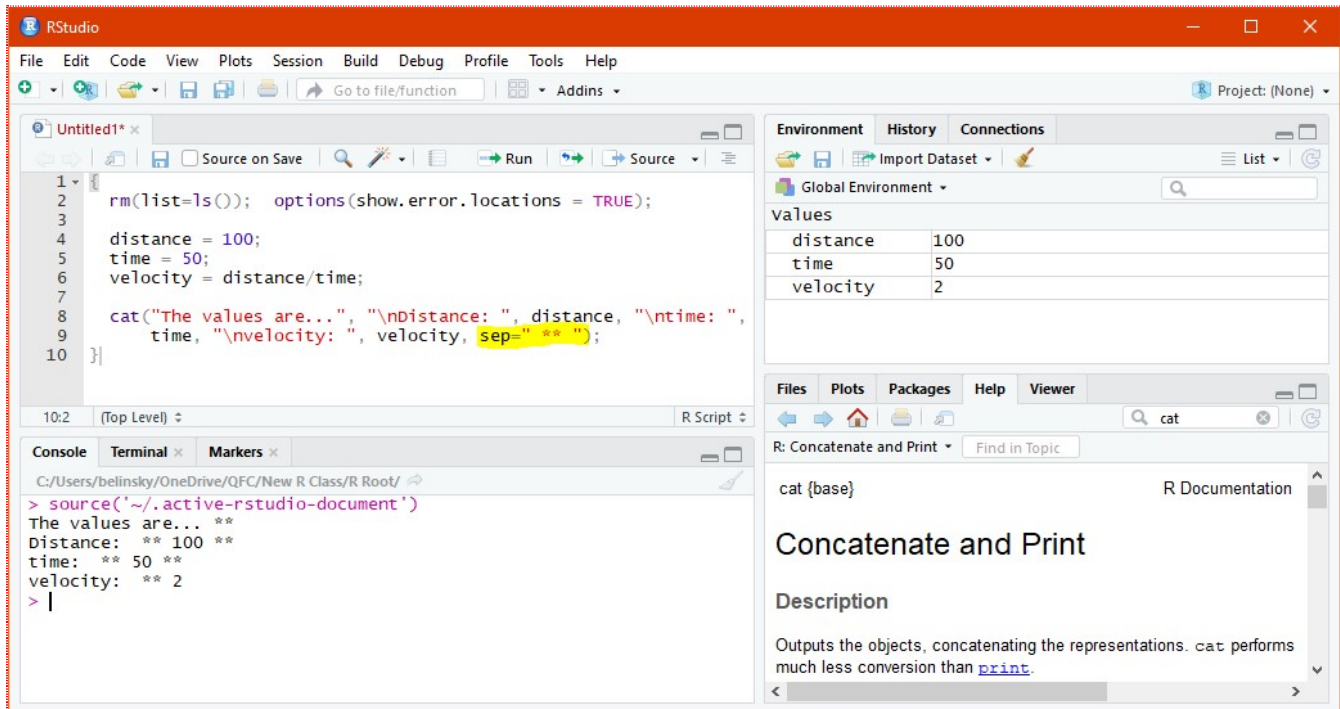 RStudio
File Edit Code View Plots Session Build Debug Profile Tools Help
Go to file/function Addins Project: (None)
Untitled1*
Source on Save Run Source
1 {
2 rm(list=ls()); options(show.error.locations = TRUE);
3
4 distance = 100;
5 time = 50;
6 velocity = distance/time;
7
8 cat("The values are...", "\nDistance: ", distance, "\ntime: ",
9 time, "\nvelocity: ", velocity, sep=" ** ");
10 }
10:2 (Top Level) R Script
Console Terminal Markers
C:/Users/belinsky/OneDrive/QFC/New R Class/R Root/
> source('~/.active-rstudio-document')
The values are... **
Distance:  ** 100 **
time:  ** 50 **
velocity:  ** 2
>
Environment History Connections
Import Dataset List
Global Environment
Values
distance 100
time 50
velocity 2
Files Plots Packages Help Viewer
cat
R: Concatenate and Print Find in Topic
cat {base} R Documentation
Concatenate and Print
Description
Outputs the objects, concatenating the representations. cat performs
much less conversion than print.